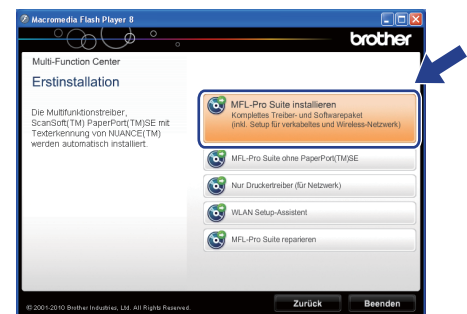 Macromedia Flash Player 8
brother
Multi-Function Center
Erstinstallation
Die Multifunktionstreiber,
ScanSoft(TM) PaperPort(TM)SE mit
Texterkennung von NUANCE(TM)
werden automatisch installiert.
MFL-Pro Suite installieren
Komplettes Treiber- und Softwarepaket
(inkl. Setup für verkabeltes und Wireless-Netzwerk)
MFL-Pro Suite ohne PaperPort(TM)SE
Nur Druckertreiber (für Netzwerk)
WLAN Setup-Assistent
MFL-Pro Suite reparieren
© 2001-2010 Brother Industries, Ltd. All Rights Reserved.
Zurück
Beenden